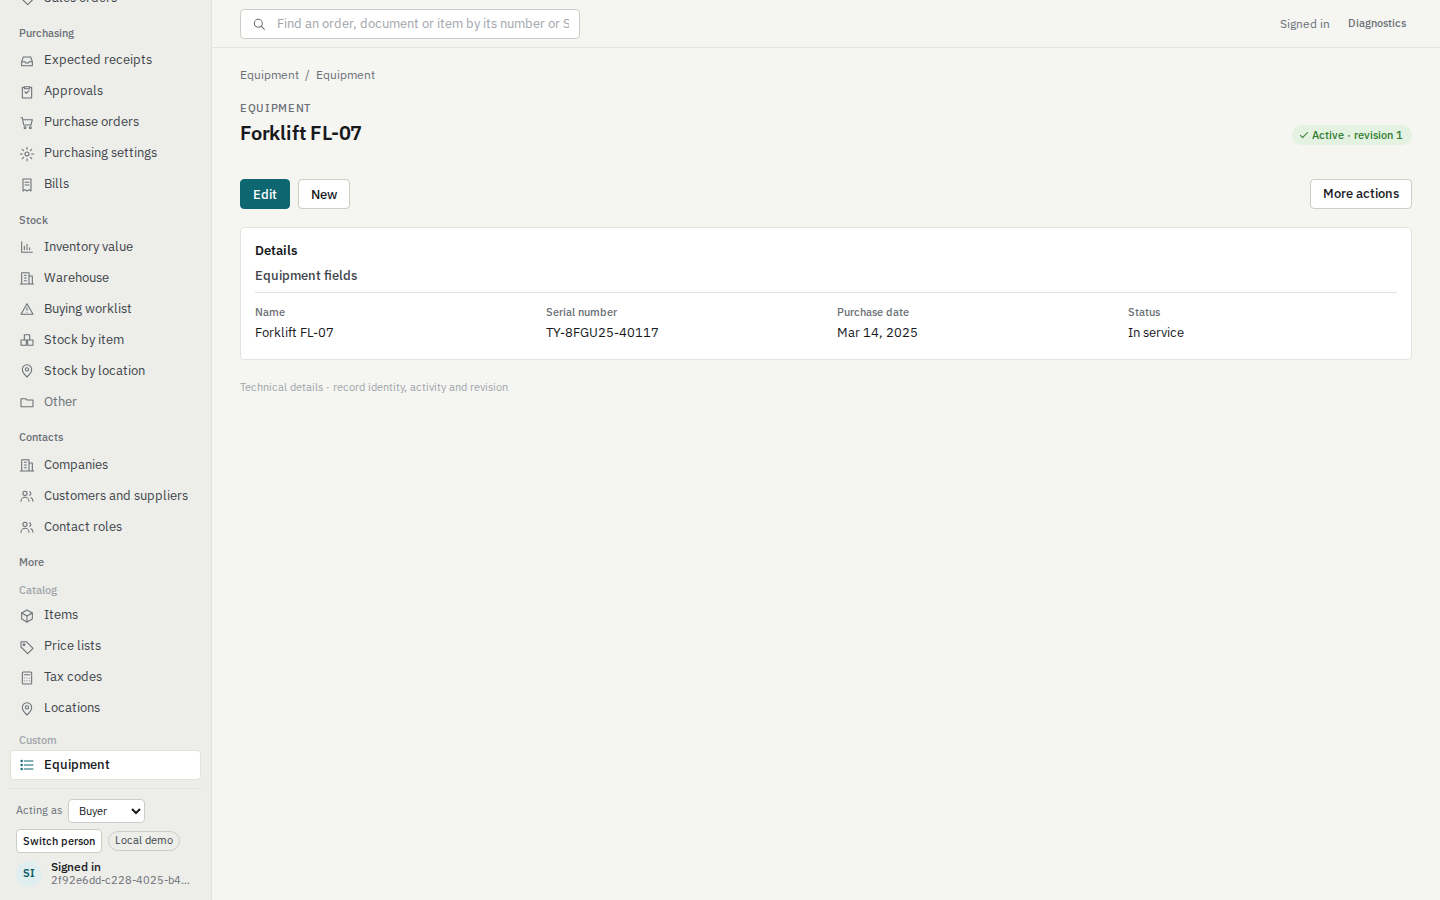 Sales orders
Purchasing
Expected receipts
Approvals
Purchase orders
Purchasing settings
Bills
Stock
Inventory value
Warehouse
Buying worklist
Stock by item
Stock by location
Other
Contacts
Companies
Customers and suppliers
Contact roles
More
Catalog
Items
Price lists
Tax codes
Locations
Custom
Equipment
Acting as Buyer
Switch person Local demo
SI
Signed in
2f92e6dd-c228-4025-b4...
Find an order, document or item by its number or S
Signed in Diagnostics
Equipment / Equipment
EQUIPMENT
Forklift FL-07
Active · revision 1
Edit New More actions
Details
Equipment fields
Name Serial number Purchase date Status
Forklift FL-07 TY-8FGU25-40117 Mar 14, 2025 In service
Technical details · record identity, activity and revision